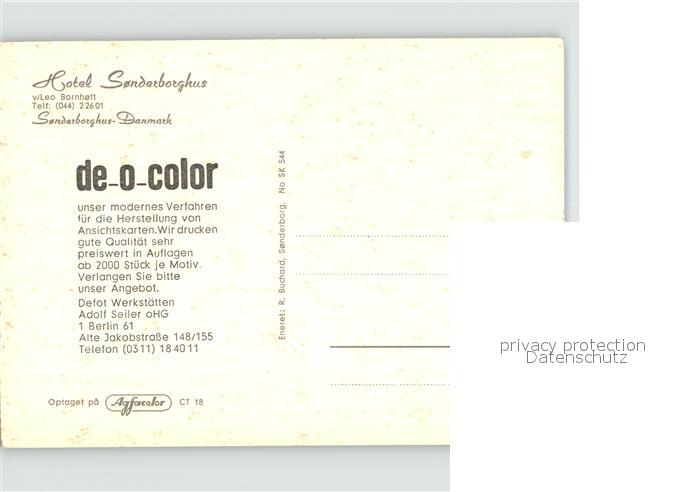 Hotel Sønderborghus
v/Leo Barnhøft
Telf: (044) 22601
Sønderborghus-Danmark
de-o-color
unser modernes Verfahren
für die Herstellung von
Ansichtskarten.Wir drucken
gute Qualität sehr
preiswert in Auflagen
ab 2000 Stück je Motiv.
Verlangen Sie bitte
unser Angebot.
Defot Werkstätten
Adolf Seiler oHG
1 Berlin 61
Alte Jakobstraße 148/155
Telefon (0311) 184011
Optaget på Agfacolor CT 18
Eneret: R. Buchard, Sønderborg. No SK 544
privacy protection
Datenschutz